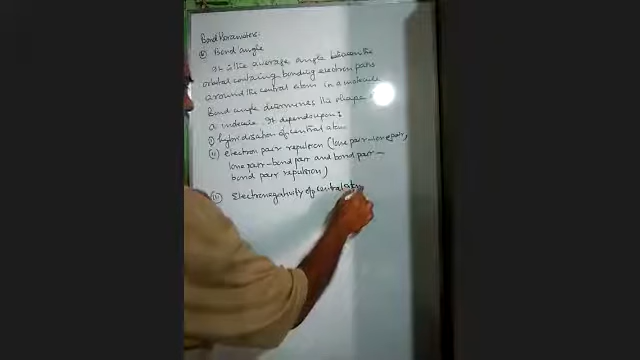 Bond Parameters:
Bond angle
It is the average angle between the
orbital containing bonding electron pairs
around the central atom in a molecule
Bond angle determines the shape
a molecule. It depends upon:
(i) hybridisation of central atom
(ii) Electron pair repulsion (lone pair-lone pair,
lone pair-bond pair and bond pair-
bond pair repulsion)
(iii) Electronegativity of central atom